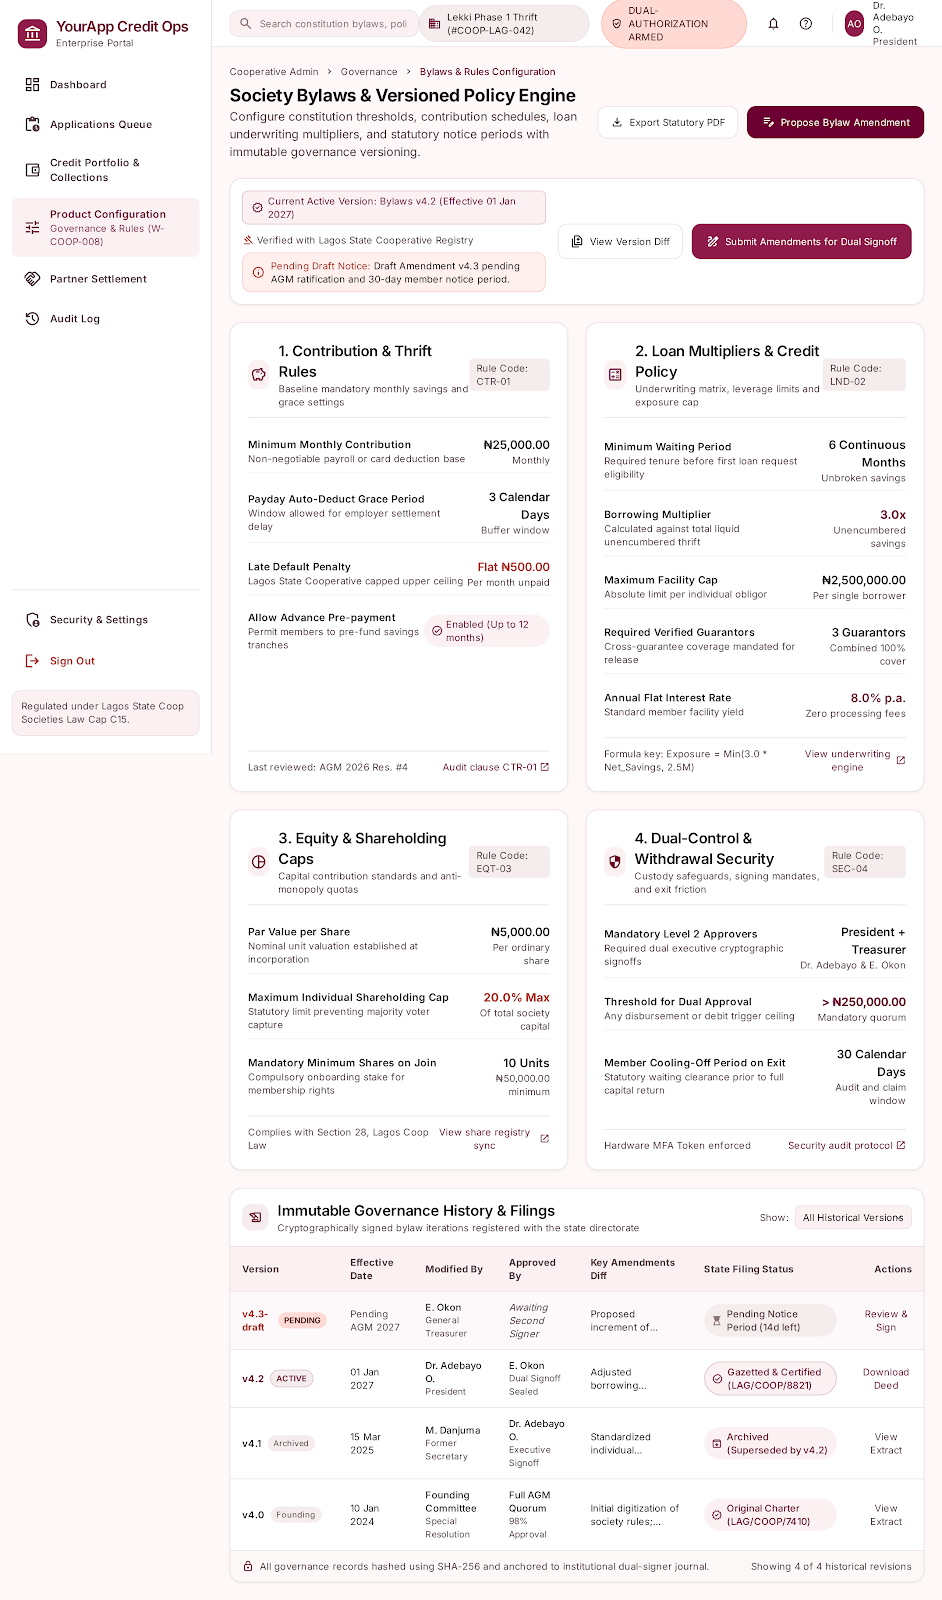 YourApp Credit Ops
Enterprise Portal
Dashboard
Applications Queue
Credit Portfolio &
Collections
Product Configuration
Governance & Rules (W-
COOP-008)
Partner Settlement
Audit Log
Security & Settings
Sign Out
Regulated under Lagos State Coop
Societies Law Cap C15.
Search constitution bylaws, poli
Lekki Phase 1 Thrift
(#COOP-LAG-042)
DUAL-
AUTHORIZATION
ARMED
AO
Dr.
Adebayo
O.
President
Cooperative Admin > Governance > Bylaws & Rules Configuration
Society Bylaws & Versioned Policy Engine
Configure constitution thresholds, contribution schedules, loan
underwriting multipliers, and statutory notice periods with
immutable governance versioning.
Export Statutory PDF
Propose Bylaw Amendment
Current Active Version: Bylaws v4.2 (Effective 01 Jan
2027)
Verified with Lagos State Cooperative Registry
Pending Draft Notice: Draft Amendment v4.3 pending
AGM ratification and 30-day member notice period.
View Version Diff
Submit Amendments for Dual Signoff
1. Contribution & Thrift
Rules
Baseline mandatory monthly savings and
grace settings
Rule Code:
CTR-01
Minimum Monthly Contribution
Non-negotiable payroll or card deduction base
₦25,000.00
Monthly
Payday Auto-Deduct Grace Period
Window allowed for employer settlement
delay
3 Calendar
Days
Buffer window
Late Default Penalty
Lagos State Cooperative capped upper ceiling
Flat ₦500.00
Per month unpaid
Allow Advance Pre-payment
Permit members to pre-fund savings
tranches
Enabled (Up to 12
months)
Last reviewed: AGM 2026 Res. #4
Audit clause CTR-01
2. Loan Multipliers & Credit
Policy
Underwriting matrix, leverage limits and
exposure cap
Rule Code:
LND-02
Minimum Waiting Period
Required tenure before first loan request
eligibility
6 Continuous
Months
Unbroken savings
Borrowing Multiplier
Calculated against total liquid
unencumbered thrift
3.0x
Unencumbered
savings
Maximum Facility Cap
Absolute limit per individual obligor
₦2,500,000.00
Per single borrower
Required Verified Guarantors
Cross-guarantee coverage mandated for
release
3 Guarantors
Combined 100%
cover
Annual Flat Interest Rate
Standard member facility yield
8.0% p.a.
Zero processing fees
Formula key: Exposure = Min(3.0 *
Net_Savings, 2.5M)
View underwriting
engine
3. Equity & Shareholding
Caps
Capital contribution standards and anti-
monopoly quotas
Rule Code:
EQT-03
Par Value per Share
Nominal unit valuation established at
incorporation
₦5,000.00
Per ordinary
share
Maximum Individual Shareholding Cap
Statutory limit preventing majority voter
capture
20.0% Max
Of total society
capital
Mandatory Minimum Shares on Join
Compulsory onboarding stake for
membership rights
10 Units
₦50,000.00
minimum
Complies with Section 28, Lagos Coop
Law
View share registry
sync
4. Dual-Control &
Withdrawal Security
Custody safeguards, signing mandates,
and exit friction
Rule Code:
SEC-04
Mandatory Level 2 Approvers
Required dual executive cryptographic
signoffs
President +
Treasurer
Dr. Adebayo & E. Okon
Threshold for Dual Approval
Any disbursement or debit trigger ceiling
> ₦250,000.00
Mandatory quorum
Member Cooling-Off Period on Exit
Statutory waiting clearance prior to full
capital return
30 Calendar
Days
Audit and claim
window
Hardware MFA Token enforced
Security audit protocol
Immutable Governance History & Filings
Cryptographically signed bylaw iterations registered with the state directorate
Show:
All Historical Versions
Version
Effective
Date
Modified By
Approved
By
Key Amendments
Diff
State Filing Status
Actions
v4.3-
draft
PENDING
Pending
AGM 2027
E. Okon
General
Treasurer
Awaiting
Second
Signer
Proposed
increment of...
Pending Notice
Period (14d left)
Review &
Sign
v4.2
ACTIVE
01 Jan
2027
Dr. Adebayo
O.
President
E. Okon
Dual Signoff
Sealed
Adjusted
borrowing...
Gazetted & Certified
(LAG/COOP/8821)
Download
Deed
v4.1
Archived
15 Mar
2025
M. Danjuma
Former
Secretary
Dr. Adebayo
O.
Executive
Signoff
Standardized
individual...
Archived
(Superseded by v4.2)
View
Extract
v4.0
Founding
10 Jan
2024
Founding
Committee
Special
Resolution
Full AGM
Quorum
98%
Approval
Initial digitization of
society rules;...
Original Charter
(LAG/COOP/7410)
View
Extract
All governance records hashed using SHA-256 and anchored to institutional dual-signer journal.
Showing 4 of 4 historical revisions